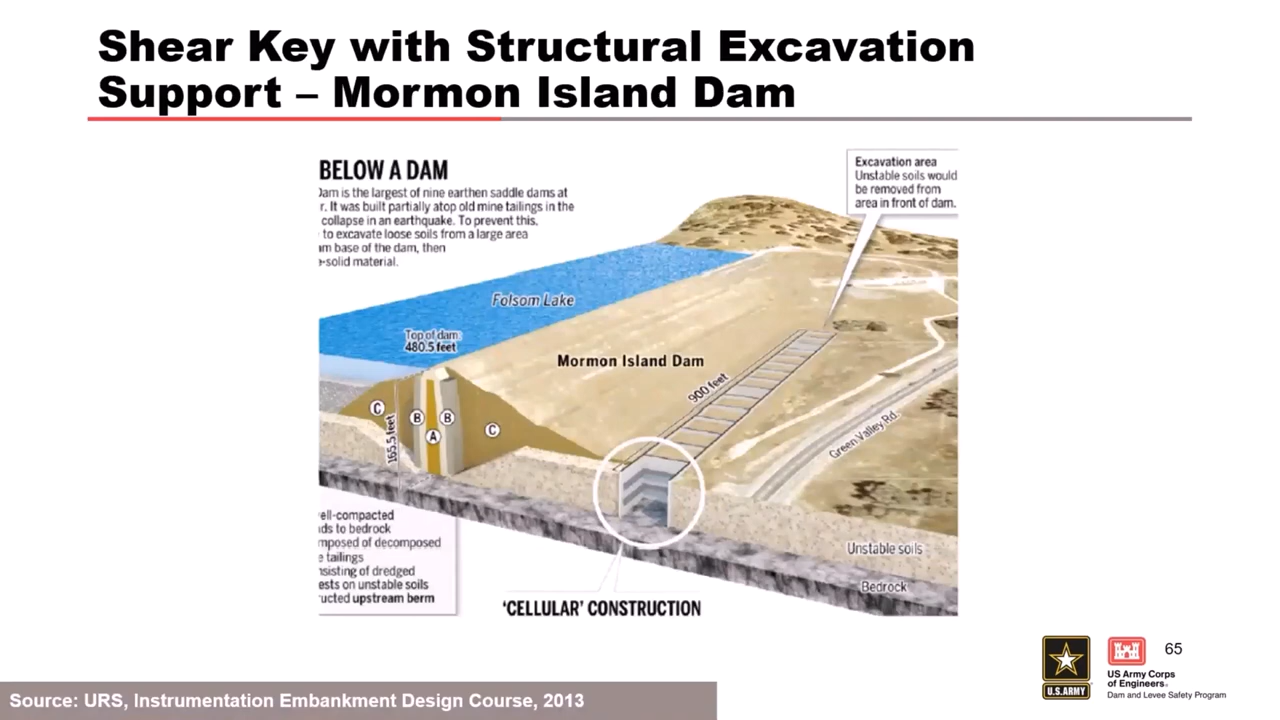 Shear Key with Structural Excavation
Support – Mormon Island Dam
BELOW A DAM
Dam is the largest of nine earthen saddle dams at
r. It was built partially atop old mine tailings in the
collapse in an earthquake. To prevent this,
to excavate loose soils from a large area
am base of the dam, then
e-solid material.
Excavation area
Unstable soils would
be removed from
area in front of dam.
Folsom Lake
Top of dam:
480.5 feet
Mormon Island Dam
900 feet
C
B
B
A
C
165.5 feet
Green Valley Rd.
ell-compacted
ds to bedrock
mposed of decomposed
e tailings
nsisting of dredged
ests on unstable soils
ructed upstream berm
Unstable soils
Bedrock
'CELLULAR' CONSTRUCTION
U.S.ARMY
US Army Corps
of Engineers®
Dam and Levee Safety Program
65
Source: URS, Instrumentation Embankment Design Course, 2013